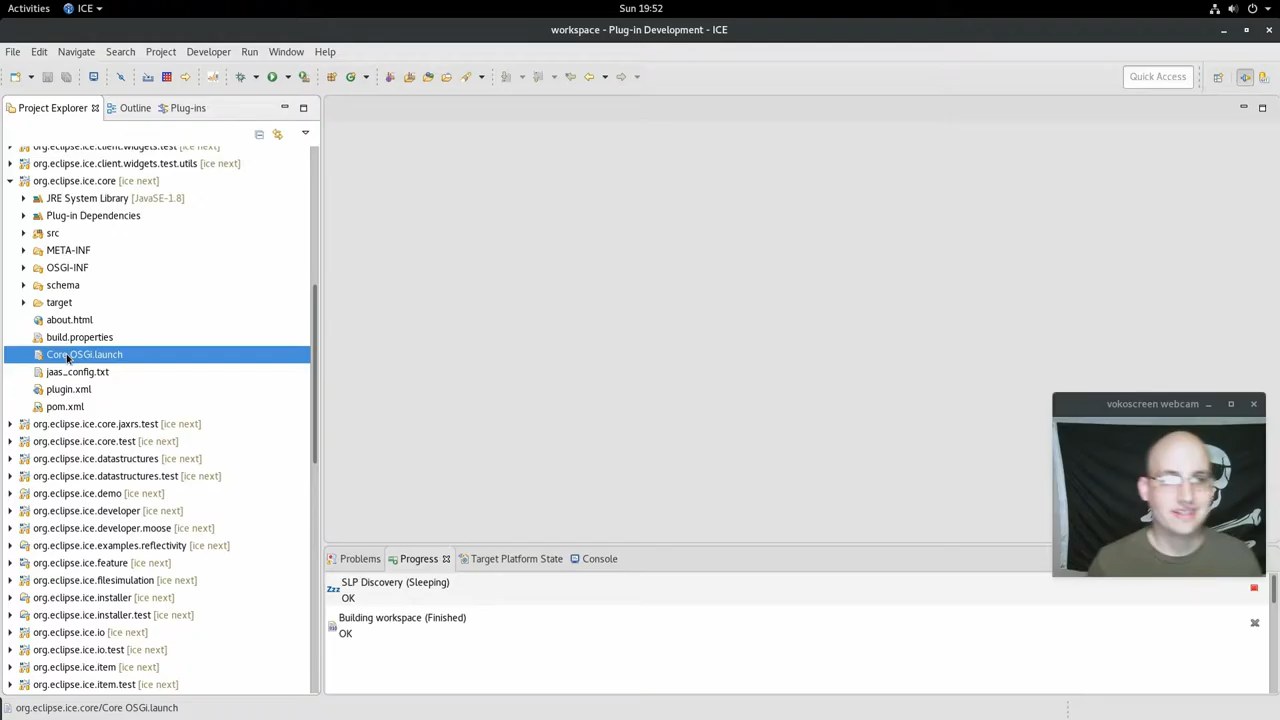 Activities ICE Sun 19:52
workspace - Plug-in Development - ICE
File Edit Navigate Search Project Developer Run Window Help
Quick Access
Project Explorer Outline Plug-ins
org.eclipse.ice.client.widgets.test [ice next]
org.eclipse.ice.client.widgets.test.utils [ice next]
org.eclipse.ice.core [ice next]
JRE System Library [JavaSE-1.8]
Plug-in Dependencies
src
META-INF
OSGI-INF
schema
target
about.html
build.properties
Core OSGi.launch
jaas_config.txt
plugin.xml
pom.xml
org.eclipse.ice.core.jaxrs.test [ice next]
org.eclipse.ice.core.test [ice next]
org.eclipse.ice.datastructures [ice next]
org.eclipse.ice.datastructures.test [ice next]
org.eclipse.ice.demo [ice next]
org.eclipse.ice.developer [ice next]
org.eclipse.ice.developer.moose [ice next]
org.eclipse.ice.examples.reflectivity [ice next]
org.eclipse.ice.feature [ice next]
org.eclipse.ice.filesimulation [ice next]
org.eclipse.ice.installer [ice next]
org.eclipse.ice.installer.test [ice next]
org.eclipse.ice.io [ice next]
org.eclipse.ice.io.test [ice next]
org.eclipse.ice.item [ice next]
org.eclipse.ice.item.test [ice next]
vokoscreen webcam
Problems Progress Target Platform State Console
Zzz SLP Discovery (Sleeping)
OK
Building workspace (Finished)
OK
org.eclipse.ice.core/Core OSGi.launch